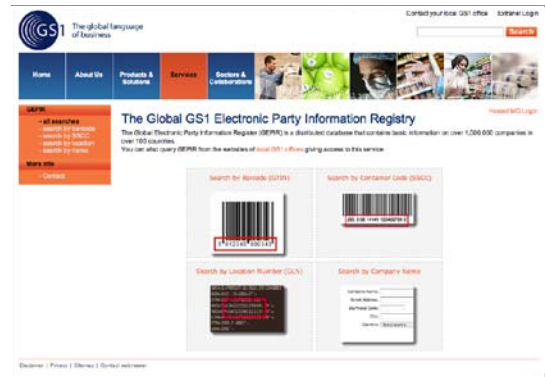 Contact your local GS1 office   Extranet Login
GS1 The global language
of business
Search
Home   About Us   Products &
Solutions   Services   Sectors &
Collaborations
GEPIR
- all searches
- search by barcode
- search by SSCC
- search by location
- search by name
More info
- Contact
The Global GS1 Electronic Party
Information Registry
The Global Electronic Party Information Register (GEPIR) is a distributed database that contains basic information on over 1,000,000 companies in
over 100 countries.
You can also query GEPIR from the websites of local GS1 offices giving access to this service.
Search by Barcode (GTIN)   Search by Container Code (SSCC)
Search by Location Number (GLN)   Search by Company Name
Company Name:
Street Address:
City:
Country:
Disclaimer | Privacy | Sitemap | Contact webmaster